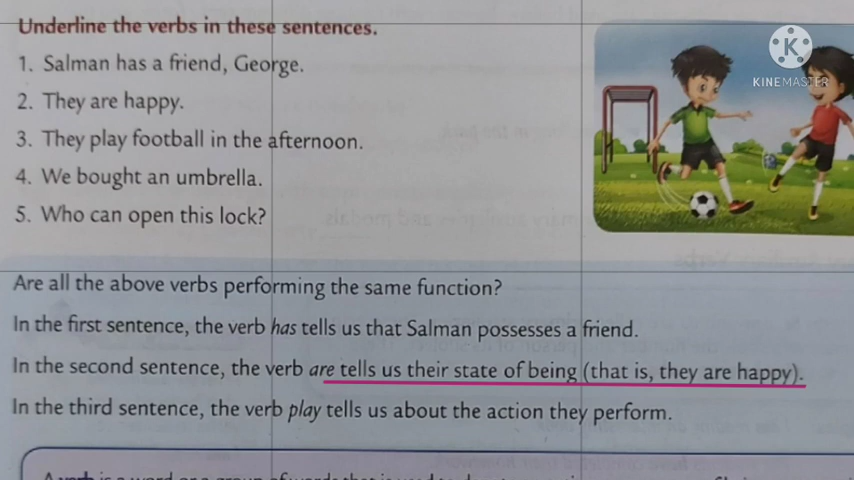 Underline the verbs in these sentences.
1. Salman has a friend, George.
2. They are happy.
3. They play football in the afternoon.
4. We bought an umbrella.
5. Who can open this lock?
K
KINEMASTER
Are all the above verbs performing the same function?
In the first sentence, the verb has tells us that Salman possesses a friend.
In the second sentence, the verb are tells us their state of being (that is, they are happy).
In the third sentence, the verb play tells us about the action they perform.